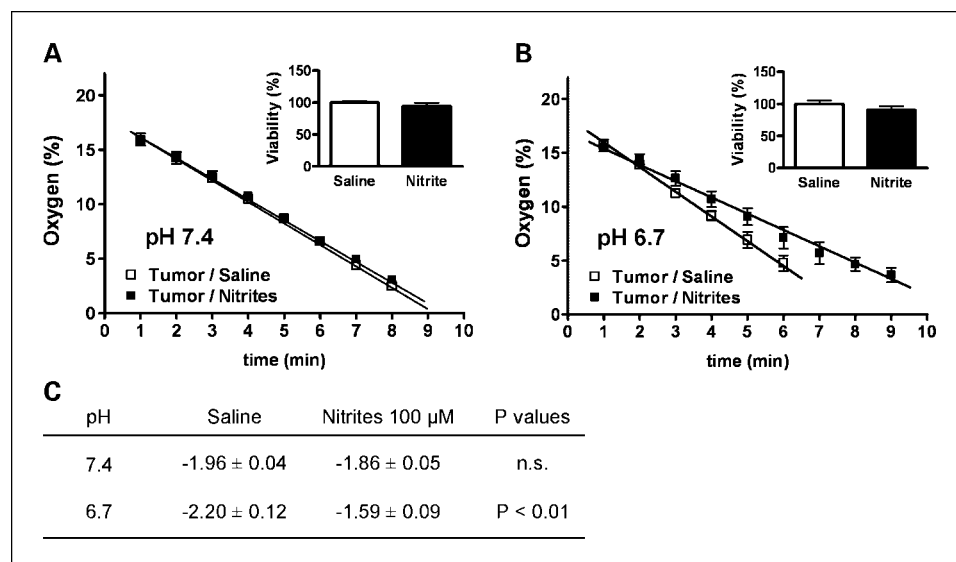 A
Oxygen (%)
20
15
10
5
0
0 1 2 3 4 5 6 7 8 9 10
time (min)
pH 7.4
Tumor / Saline
Tumor / Nitrites
Viability (%)
150
100
50
0
Saline Nitrite
B
Oxygen (%)
20
15
10
5
0
0 1 2 3 4 5 6 7 8 9 10
time (min)
pH 6.7
Tumor / Saline
Tumor / Nitrites
Viability (%)
150
100
50
0
Saline Nitrite
C
pH Saline Nitrites 100 µM P values
7.4 -1.96 ± 0.04 -1.86 ± 0.05 n.s.
6.7 -2.20 ± 0.12 -1.59 ± 0.09 P < 0.01